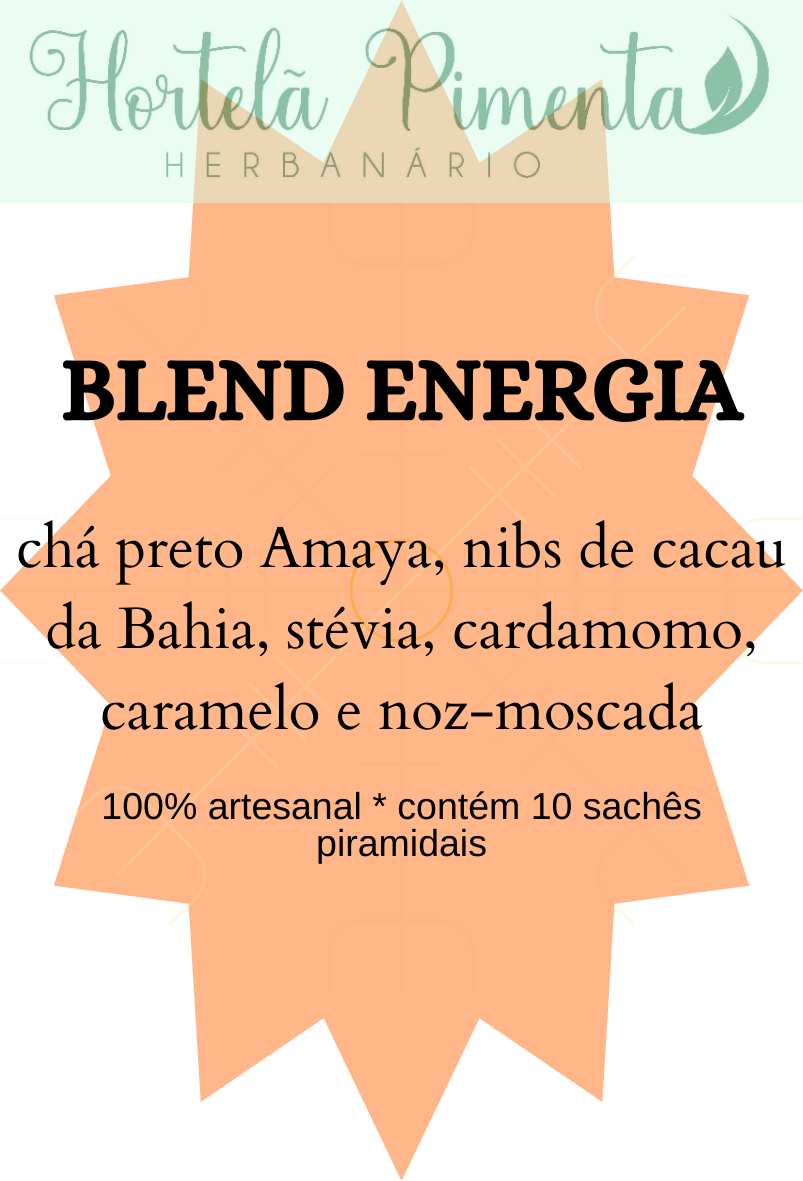 Hortelã Pimenta
HERBANÁRIO
BLEND ENERGIA
chá preto Amaya, nibs de cacau
da Bahia, stévia, cardamomo,
caramelo e noz-moscada
100% artesanal * contém 10 sachês
piramidais